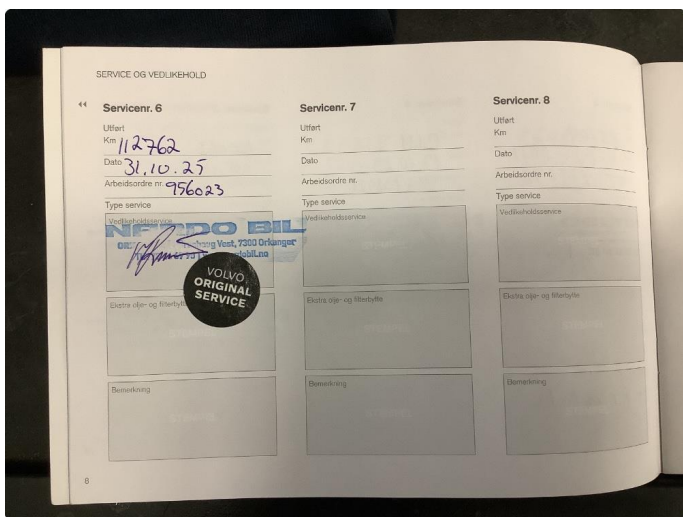 SERVICE OG VEDLIKEHOLD
Servicenr. 6
Utført
Km 112762
Dato 31.10.25
Arbeidsordre nr. 956023
Type service
Vedlikeholdsservice
BIL
Vest, 7300 Orkanger
VOLVO
ORIGINAL
SERVICE
Ekstra olje- og filterbytte
Bemerkning
Servicenr. 7
Utført
Km
Dato
Arbeidsordre nr.
Type service
Vedlikeholdsservice
Ekstra olje- og filterbytte
Bemerkning
Servicenr. 8
Utført
Km
Dato
Arbeidsordre nr.
Type service
Vedlikeholdsservice
Ekstra olje- og filterbytte
Bemerkning
8